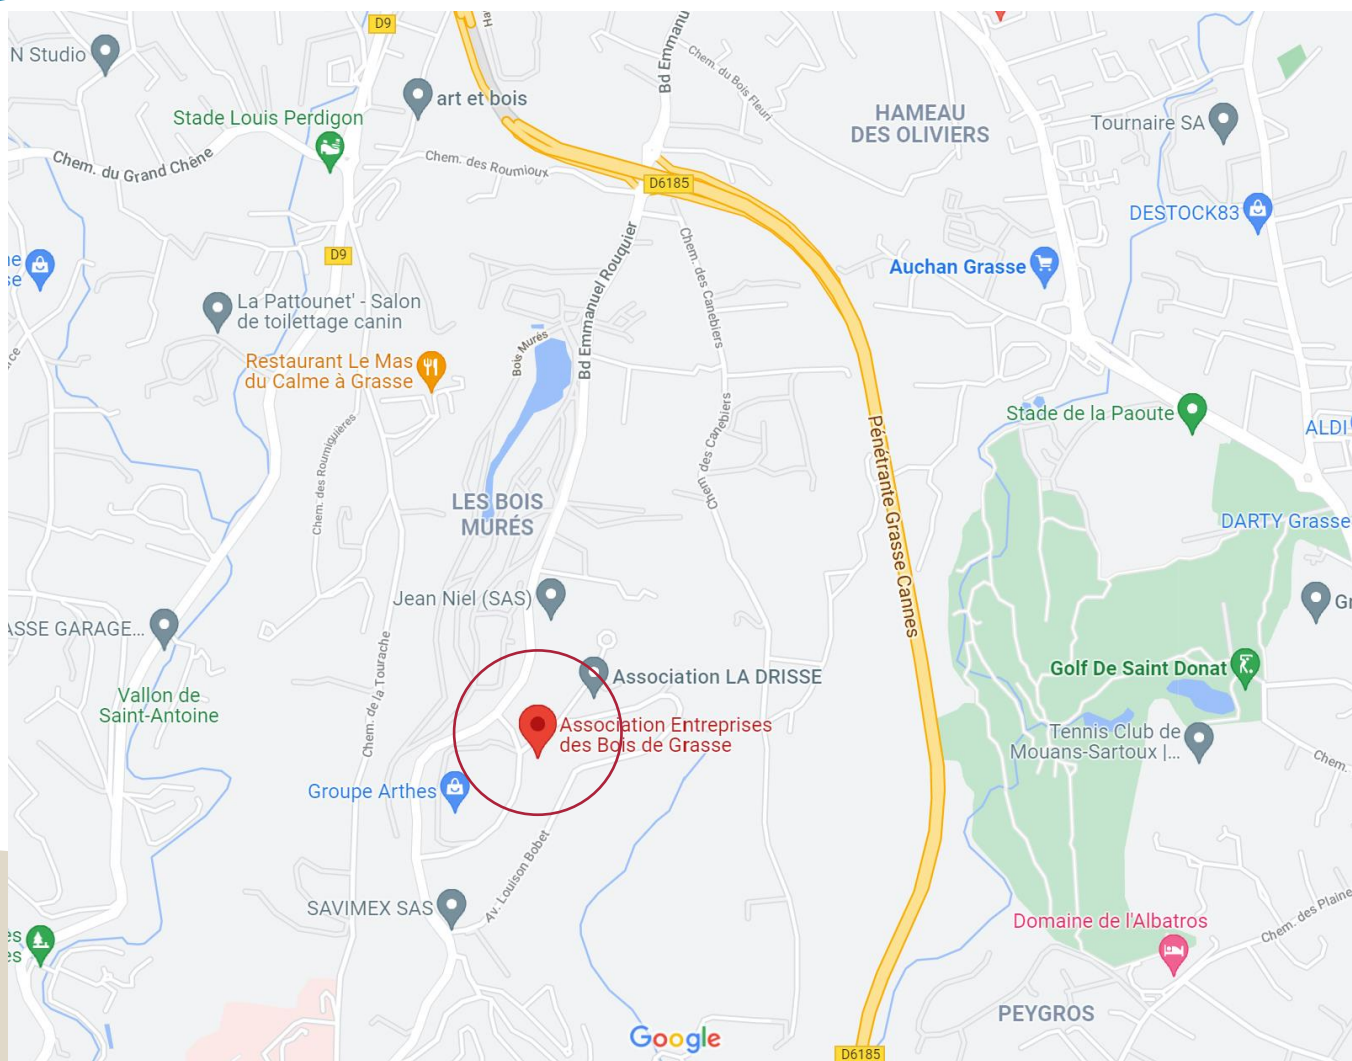 D9
Bd Emmanu
N Studio
Chem. du Bois Fleuri
art et bois
HAMEAU
DES OLIVIERS
Stade Louis Perdigon
Tournaire SA
Chem. du Grand Chêne
Chem. des Roumioux
D6185
DESTOCK83
Bd Emmanuel Rouquier
Chem. des Canebiers
D9
Auchan Grasse
La Pattounet' - Salon
de toilettage canin
Bois Murés
Restaurant Le Mas
du Calme à Grasse
Stade de la Paoute
ALDI
Chem. des Roumiguières
Chem. des Canebiers
Pénétrante Grasse Cannes
LES BOIS
MURÉS
DARTY Grasse
Jean Niel (SAS)
Gr
ASSE GARAGE...
Chem. de la Tourache
Golf De Saint Donat
Association LA DRISSE
Vallon de
Saint-Antoine
Association Entreprises
des Bois de Grasse
Tennis Club de
Mouans-Sartoux |...
Chem.
Groupe Arthes
Av. Louison Bobet
SAVIMEX SAS
Domaine de l'Albatros
Chem. des Plaine
PEYGROS
Google
D6185